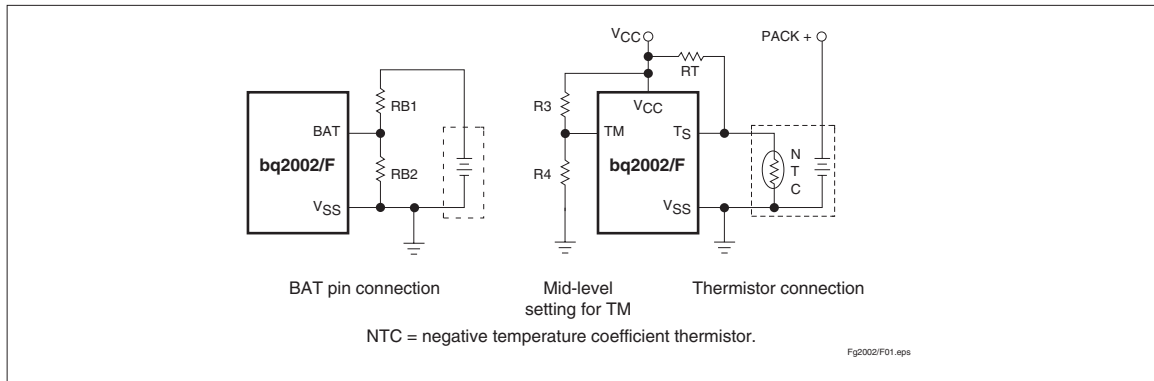 RB1
BAT
bq2002/F
RB2
VSS
BAT pin connection
VCC
RT
R3
VCC
TM
TS
bq2002/F
R4
VSS
PACK +
N
T
C
Mid-level
setting for TM
Thermistor connection
NTC = negative temperature coefficient thermistor.
Fg2002/F01.eps